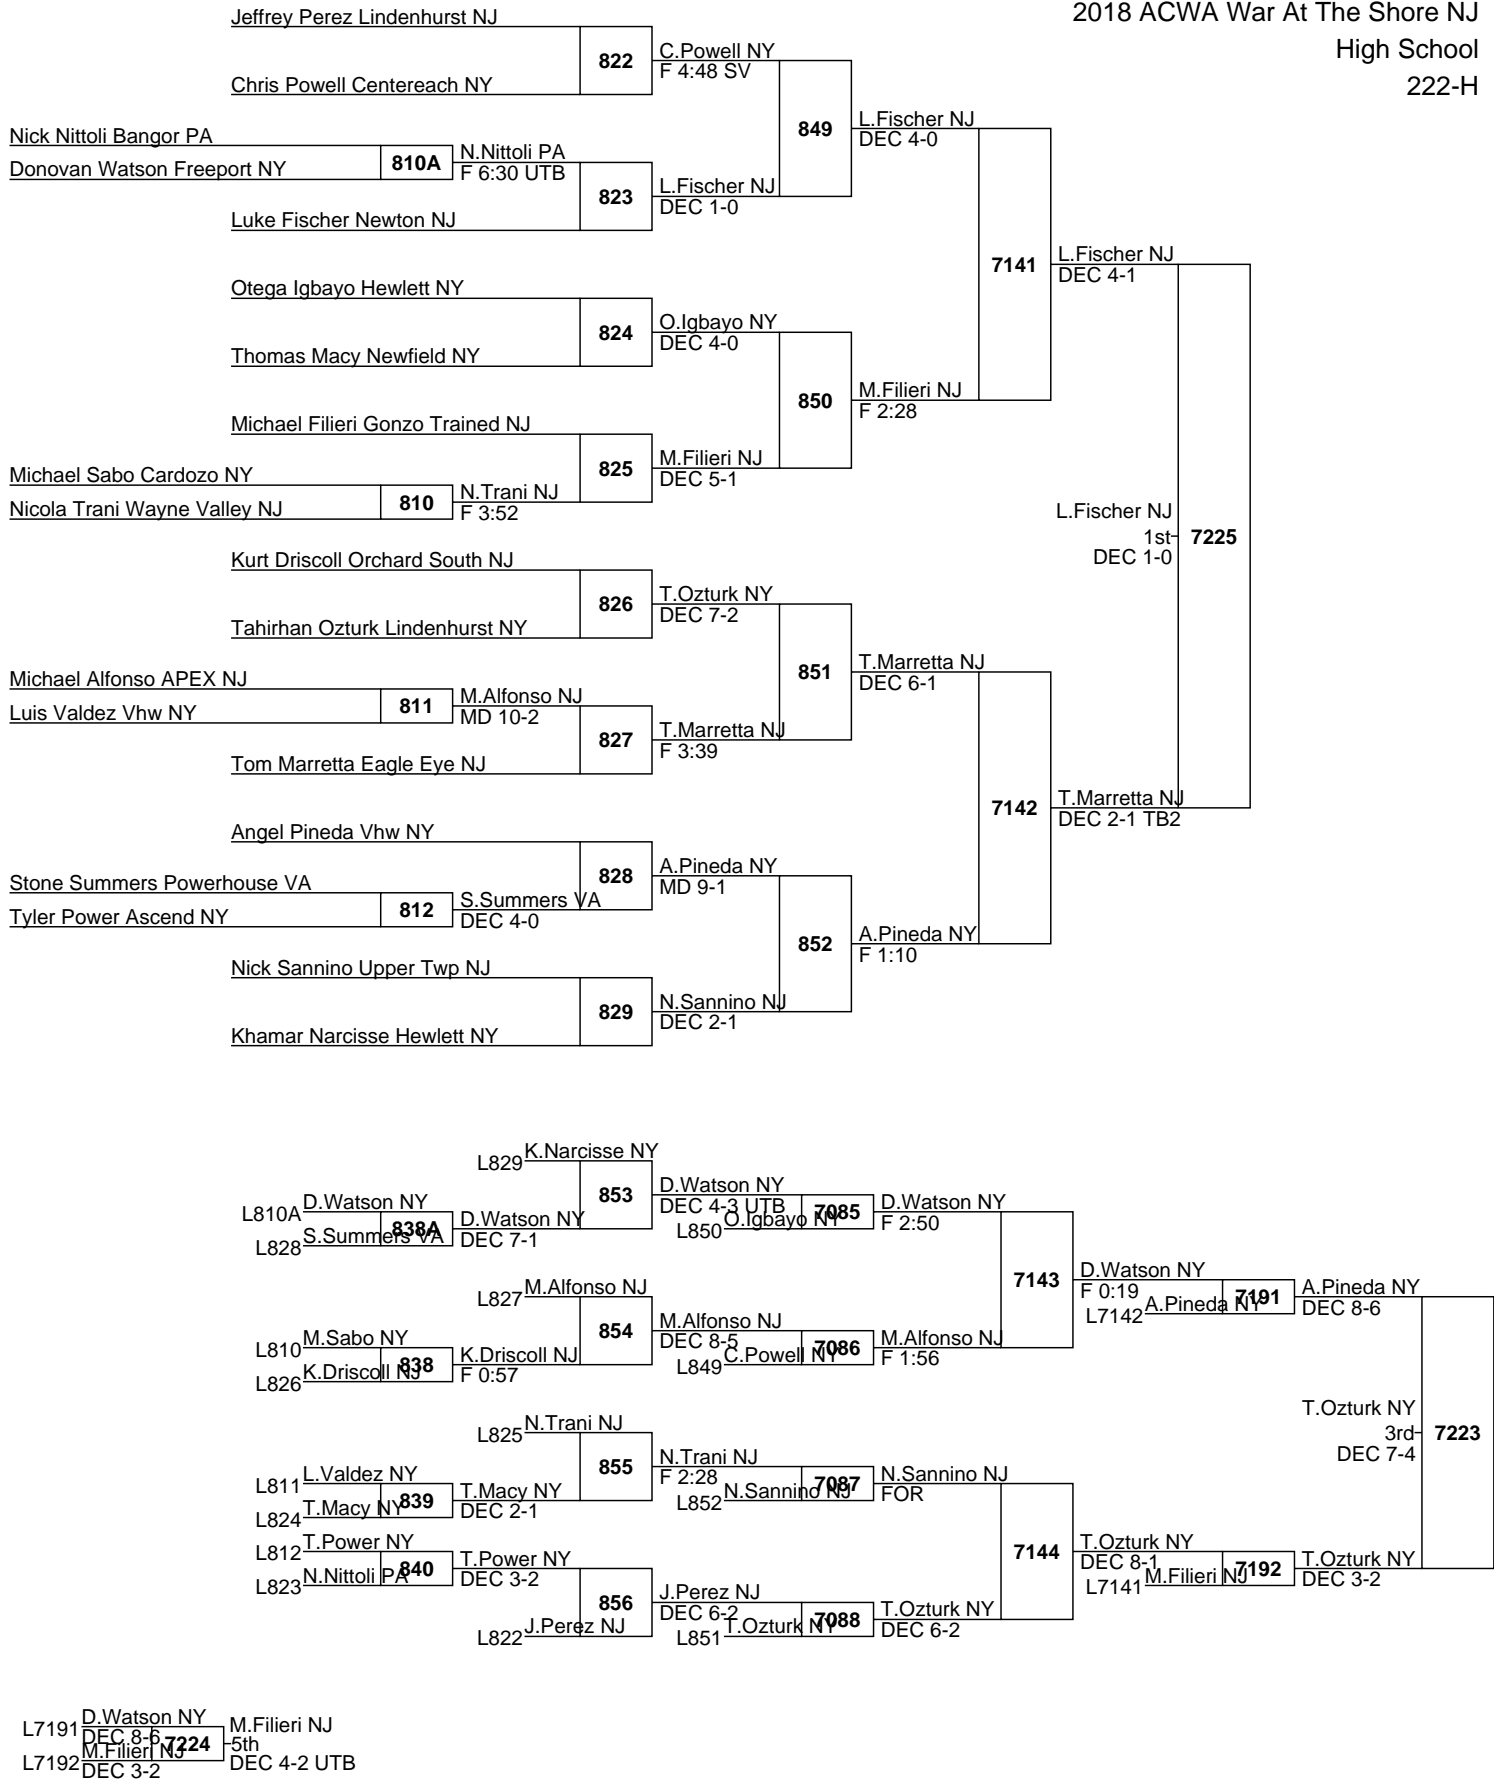 2018 ACWA War At The Shore NJ
High School
222-H
Jeffrey Perez Lindenhurst NJ
822
C.Powell NY
F 4:48 SV
Chris Powell Centereach NY
849
L.Fischer NJ
DEC 4-0
Nick Nittoli Bangor PA
810A
N.Nittoli PA
F 6:30 UTB
Donovan Watson Freeport NY
823
L.Fischer NJ
DEC 1-0
Luke Fischer Newton NJ
7141
L.Fischer NJ
DEC 4-1
Otega Igbayo Hewlett NY
824
O.Igbayo NY
DEC 4-0
Thomas Macy Newfield NY
850
M.Filieri NJ
F 2:28
Michael Filieri Gonzo Trained NJ
825
M.Filieri NJ
DEC 5-1
Michael Sabo Cardozo NY
810
N.Trani NJ
F 3:52
Nicola Trani Wayne Valley NJ
L.Fischer NJ
1st
7225
DEC 1-0
Kurt Driscoll Orchard South NJ
826
T.Ozturk NY
DEC 7-2
Tahirhan Ozturk Lindenhurst NY
851
T.Marretta NJ
DEC 6-1
Michael Alfonso APEX NJ
811
M.Alfonso NJ
MD 10-2
Luis Valdez Vhw NY
827
T.Marretta NJ
F 3:39
Tom Marretta Eagle Eye NJ
7142
T.Marretta NJ
DEC 2-1 TB2
Angel Pineda Vhw NY
828
A.Pineda NY
MD 9-1
Stone Summers Powerhouse VA
812
S.Summers VA
DEC 4-0
Tyler Power Ascend NY
852
A.Pineda NY
F 1:10
Nick Sannino Upper Twp NJ
829
N.Sannino NJ
DEC 2-1
Khamar Narcisse Hewlett NY
L829
K.Narcisse NY
853
D.Watson NY
DEC 4-3 UTB
L810A
D.Watson NY
838A
D.Watson NY
DEC 7-1
L828
S.Summers VA
L850
O.Igbayo NY
7085
D.Watson NY
F 2:50
7143
D.Watson NY
F 0:19
L7142
A.Pineda NY
7191
A.Pineda NY
DEC 8-6
L827
M.Alfonso NJ
854
M.Alfonso NJ
DEC 8-5
L810
M.Sabo NY
838
K.Driscoll NJ
F 0:57
L826
K.Driscoll NJ
L849
C.Powell NY
7086
M.Alfonso NJ
F 1:56
T.Ozturk NY
3rd
7223
DEC 7-4
L825
N.Trani NJ
855
N.Trani NJ
F 2:28
L811
L.Valdez NY
839
T.Macy NY
DEC 2-1
L824
T.Macy NY
L852
N.Sannino NJ
7087
N.Sannino NJ
FOR
7144
T.Ozturk NY
DEC 8-1
L7141
M.Filieri NJ
7192
T.Ozturk NY
DEC 3-2
L812
T.Power NY
840
T.Power NY
DEC 3-2
L823
N.Nittoli PA
856
J.Perez NJ
DEC 6-2
L822
J.Perez NJ
L851
T.Ozturk NY
7088
T.Ozturk NY
DEC 6-2
L7191
D.Watson NY
DEC 8-6
7224
M.Filieri NJ
5th
DEC 4-2 UTB
L7192
M.Filieri NJ
DEC 3-2